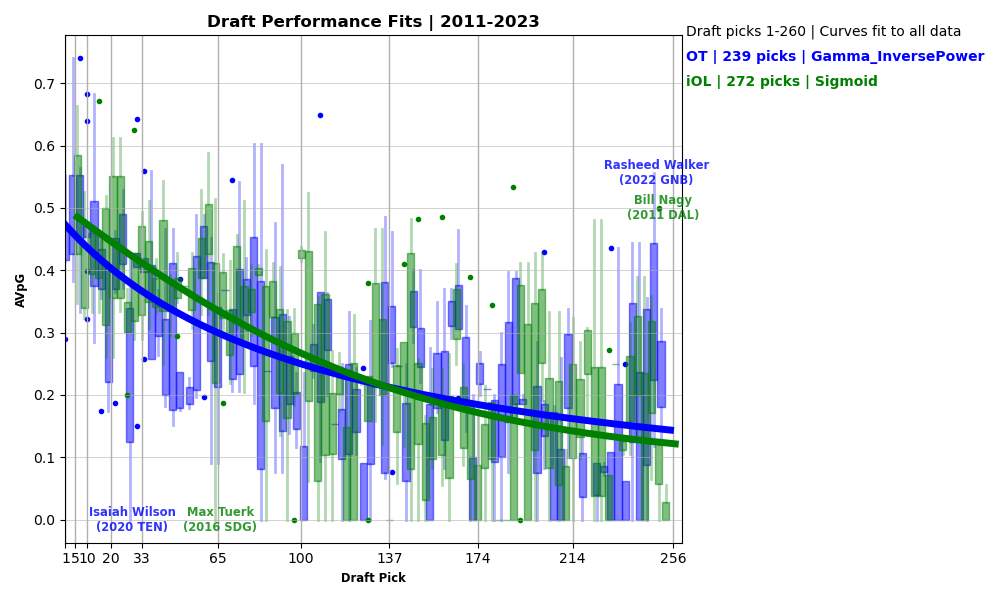 Draft Performance Fits | 2011-2023
Draft picks 1-260 | Curves fit to all data
OT | 239 picks | Gamma_InversePower
iOL | 272 picks | Sigmoid
AVpG
0.7
0.6
0.5
0.4
0.3
0.2
0.1
0.0
Rasheed Walker
(2022 GNB)
Bill Nagy
(2011 DAL)
Isaiah Wilson
(2020 TEN)
Max Tuerk
(2016 SDG)
1 5 10 20 33 65 100 137 174 214 256
Draft Pick